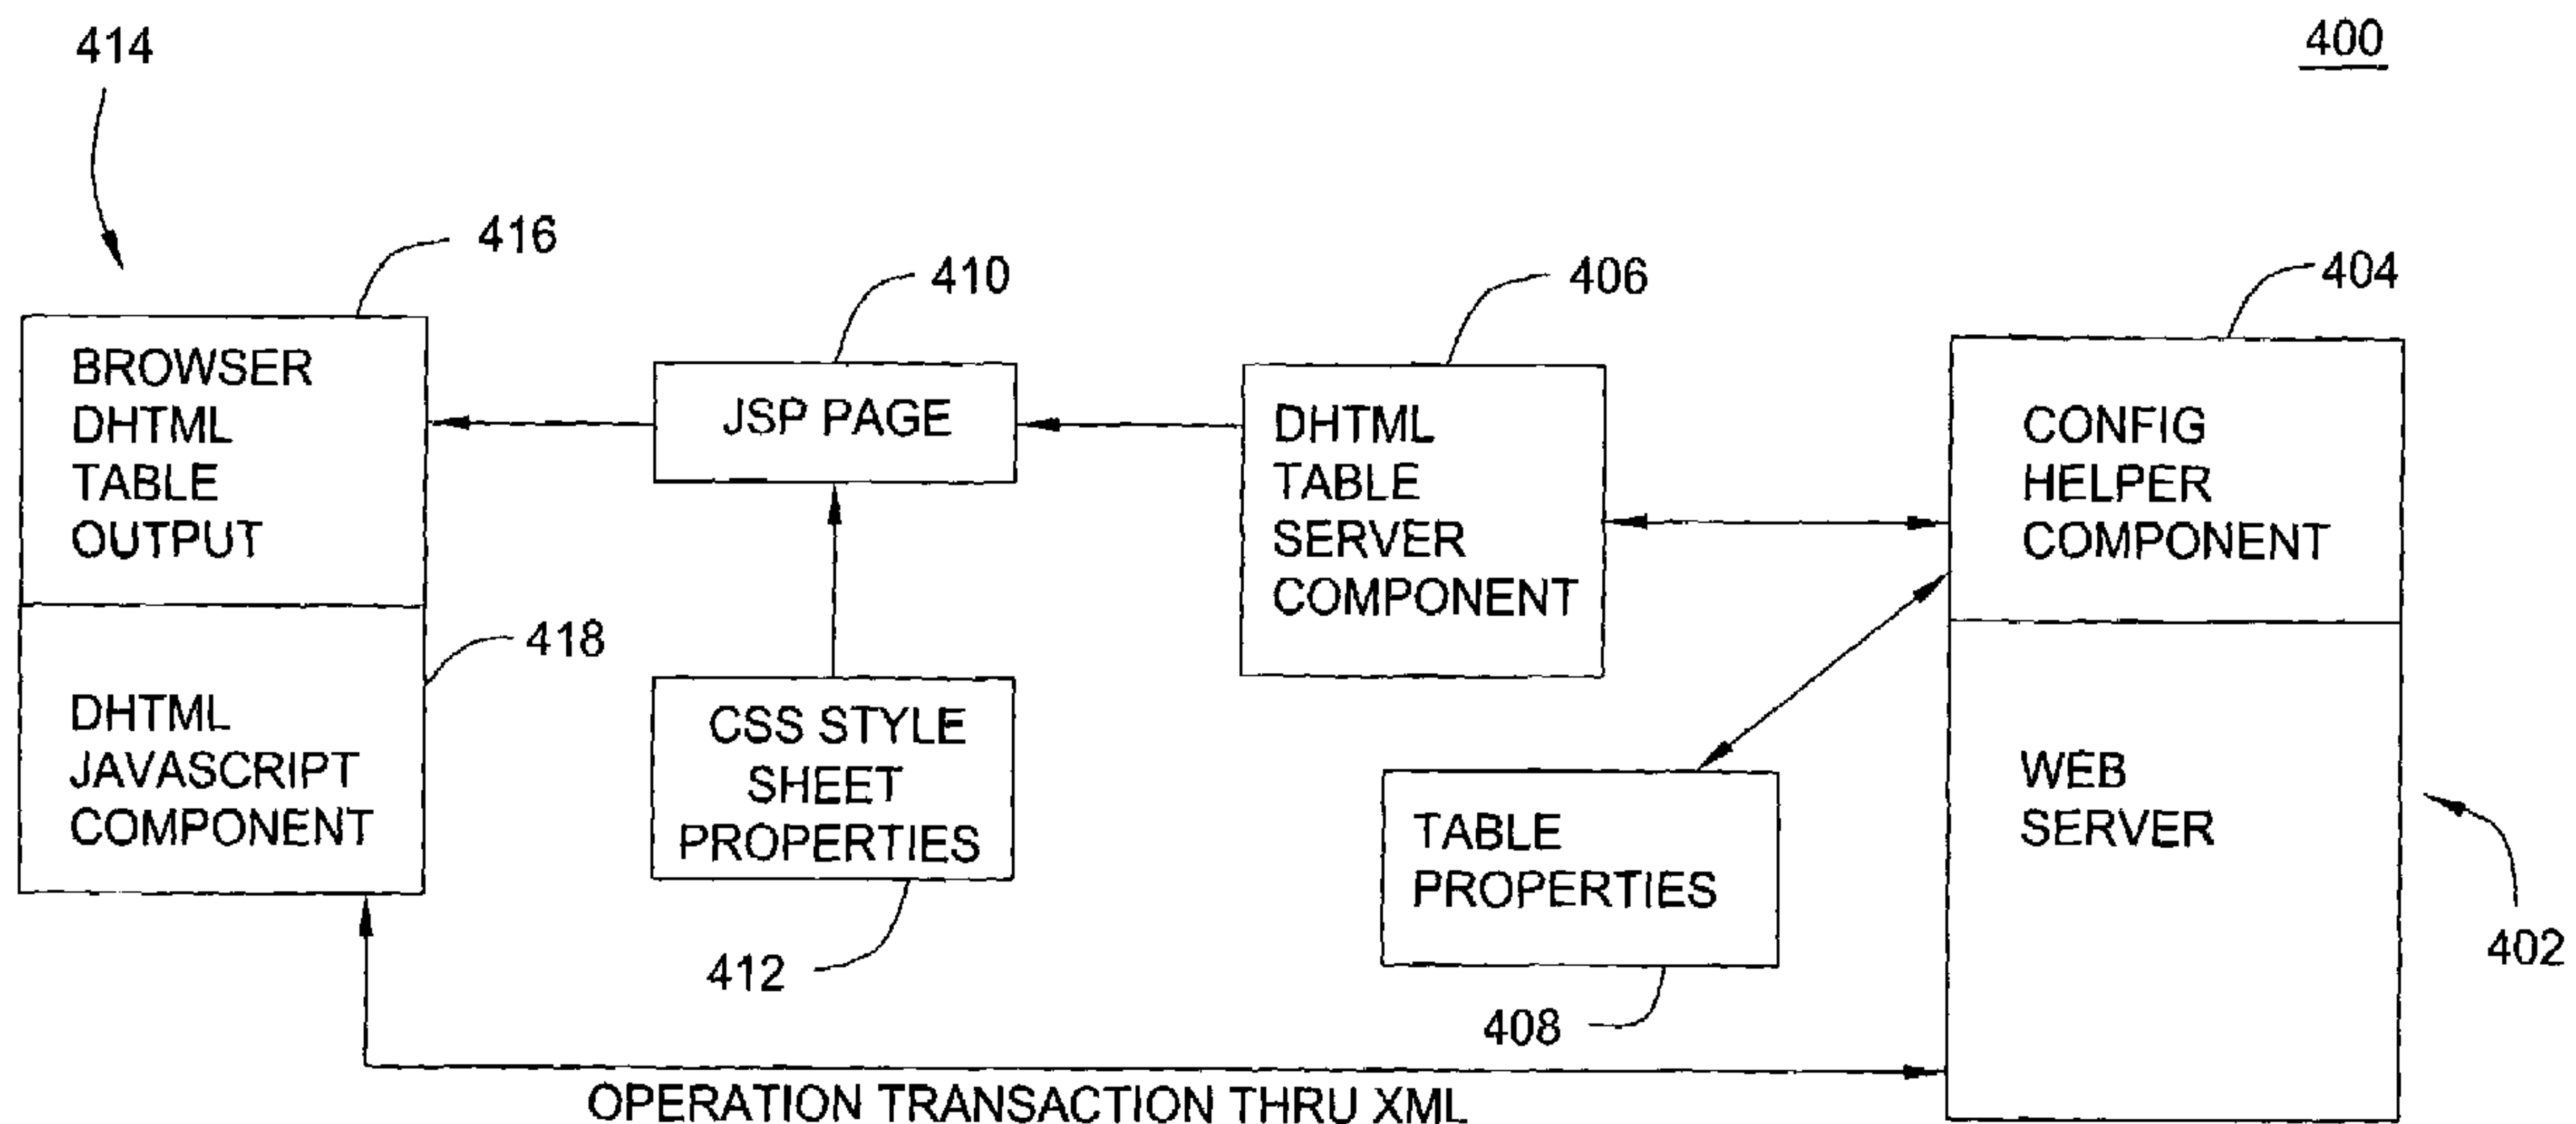 400
414
416
410
406
404
BROWSER
DHTML
TABLE
OUTPUT
JSP PAGE
DHTML
TABLE
SERVER
COMPONENT
CONFIG
HELPER
COMPONENT
418
DHTML
JAVASCRIPT
COMPONENT
CSS STYLE
SHEET
PROPERTIES
412
TABLE
PROPERTIES
408
WEB
SERVER
402
OPERATION TRANSACTION THRU XML